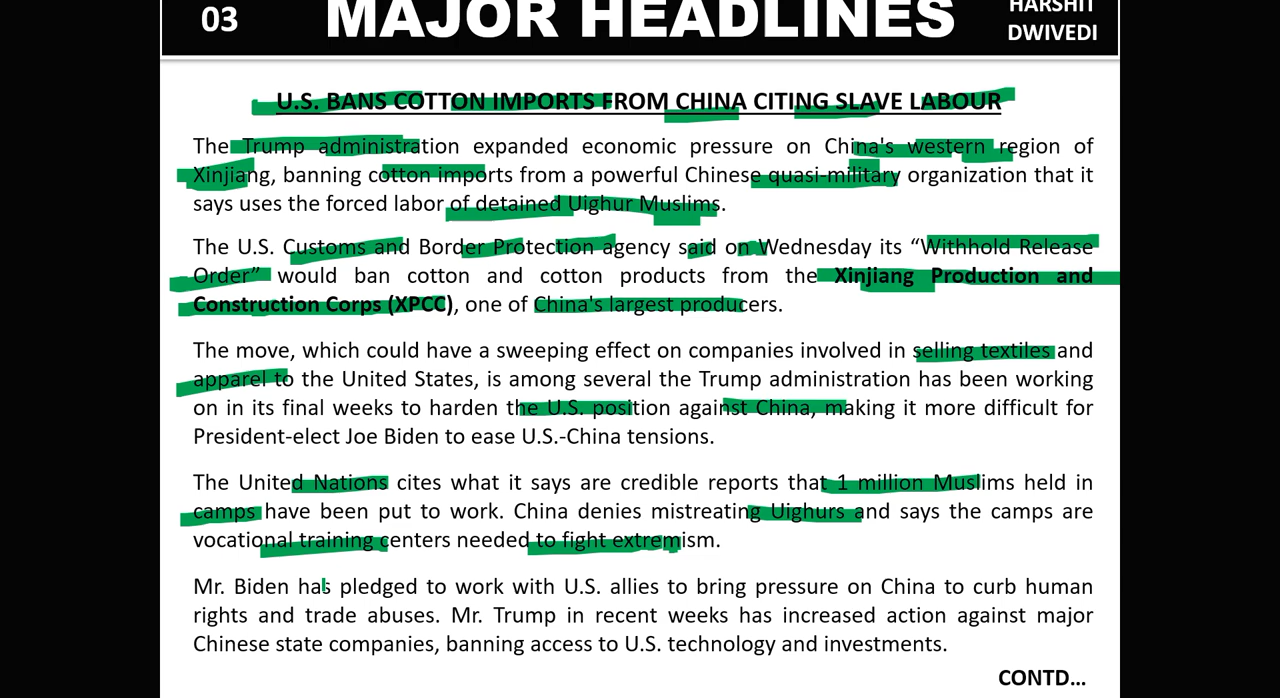 03
MAJOR HEADLINES
HARSHIT
DWIVEDI
U.S. BANS COTTON IMPORTS FROM CHINA CITING SLAVE LABOUR
The Trump administration expanded economic pressure on China's western region of
Xinjiang, banning cotton imports from a powerful Chinese quasi-military organization that it
says uses the forced labor of detained Uighur Muslims.
The U.S. Customs and Border Protection agency said on Wednesday its “Withhold Release
Order” would ban cotton and cotton products from the Xinjiang Production and
Construction Corps (XPCC), one of China's largest producers.
The move, which could have a sweeping effect on companies involved in selling textiles and
apparel to the United States, is among several the Trump administration has been working
on in its final weeks to harden the U.S. position against China, making it more difficult for
President-elect Joe Biden to ease U.S.-China tensions.
The United Nations cites what it says are credible reports that 1 million Muslims held in
camps have been put to work. China denies mistreating Uighurs and says the camps are
vocational training centers needed to fight extremism.
Mr. Biden has pledged to work with U.S. allies to bring pressure on China to curb human
rights and trade abuses. Mr. Trump in recent weeks has increased action against major
Chinese state companies, banning access to U.S. technology and investments.
CONTD...